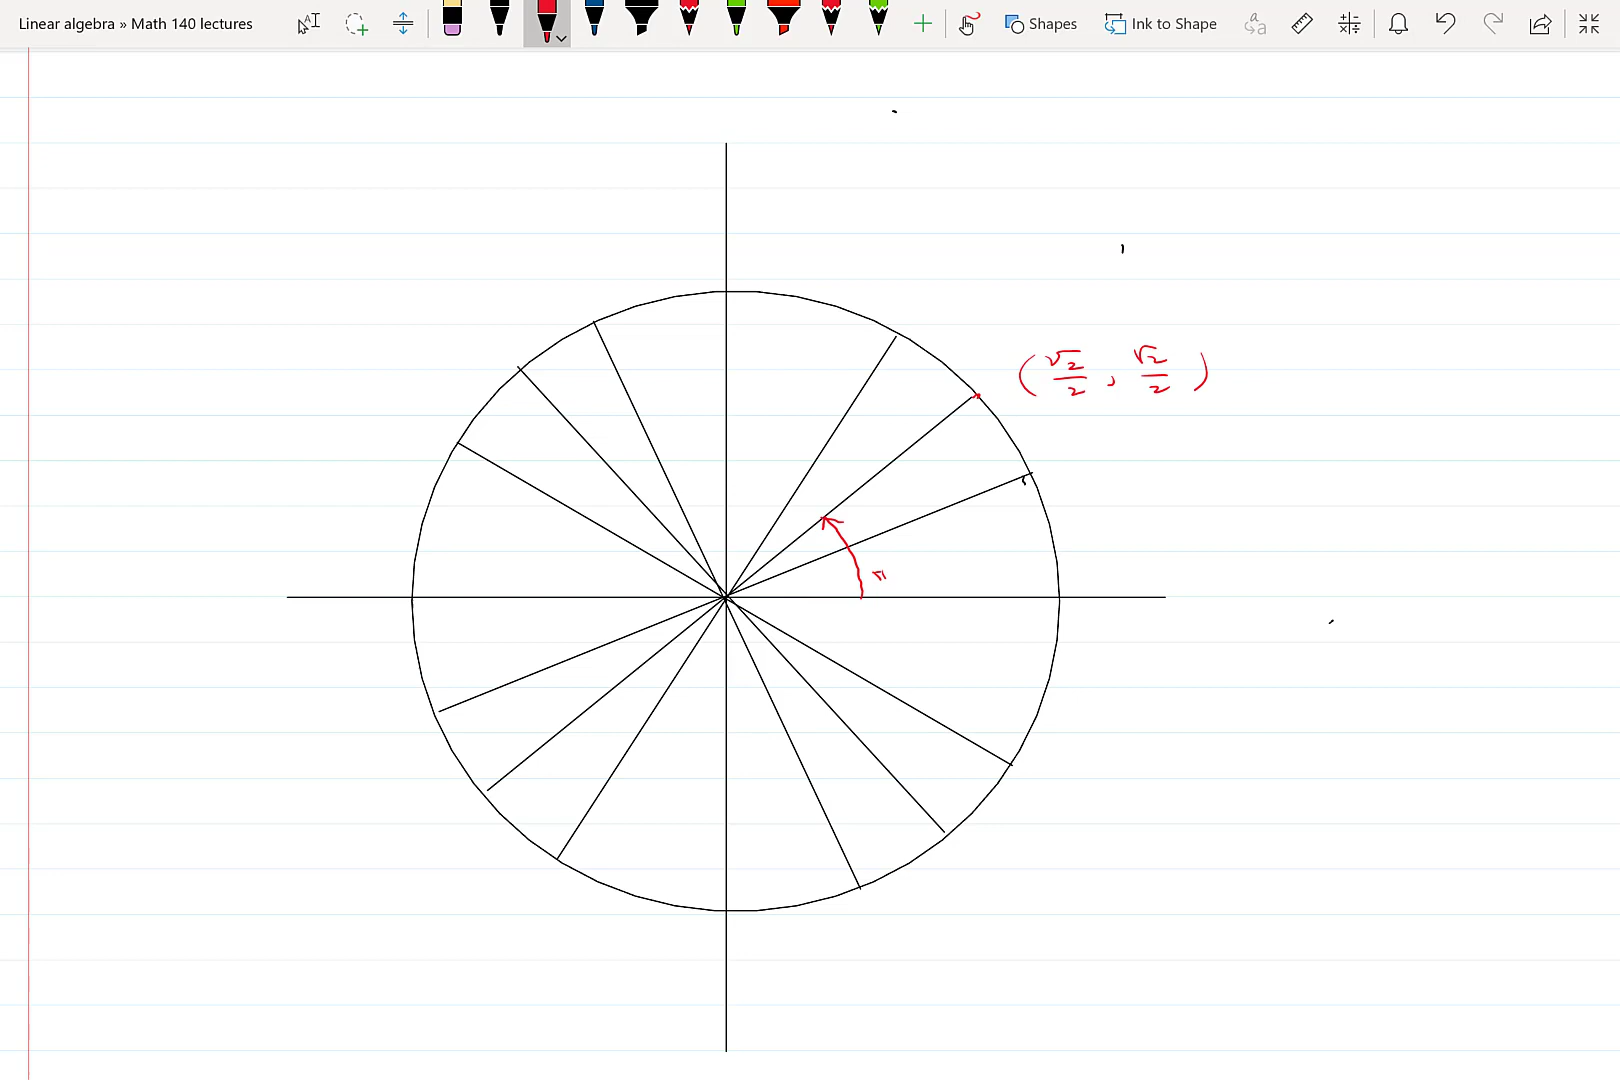 Linear algebra » Math 140 lectures
Shapes
Ink to Shape
(√2/2, √2/2)
π